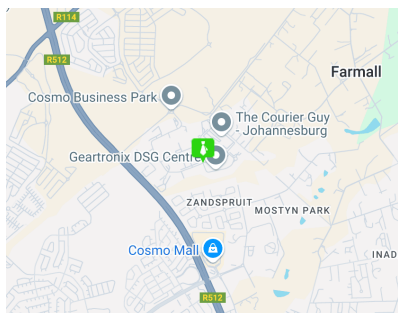 R114
R512
Farmall
Cosmo Business Park
The Courier Guy
- Johannesburg
Geartronix DSG Centre
ZANDSPRUIT
MOSTYN PARK
Cosmo Mall
INAD
R512